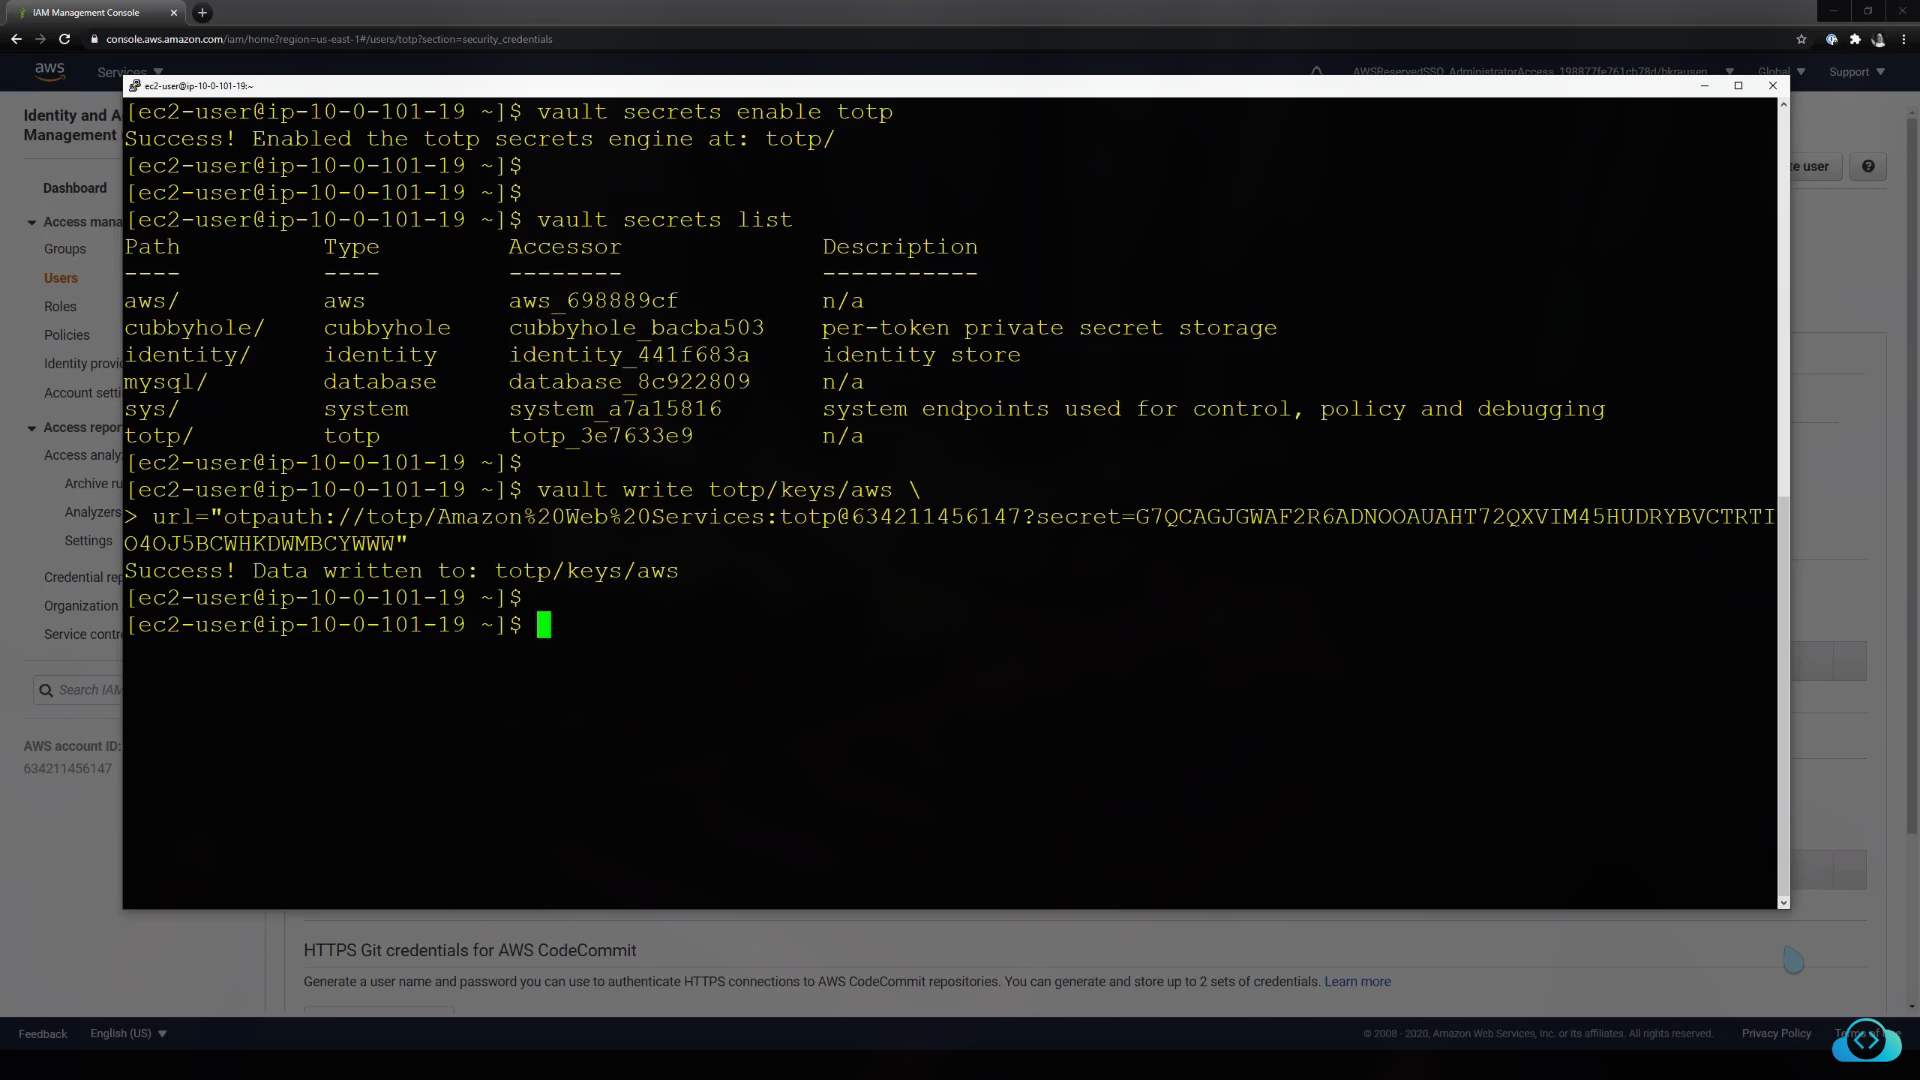 IAM Management Console
console.aws.amazon.com/iam/home?region=us-east-1#/users/totp?section=security_credentials
aws
Services
AWSReservedSSO_AdministratorAccess_198877fe761cb78d/bkrausen
Global
Support
ec2-user@ip-10-0-101-19:~
[ec2-user@ip-10-0-101-19 ~]$ vault secrets enable totp
Success! Enabled the totp secrets engine at: totp/
[ec2-user@ip-10-0-101-19 ~]$
[ec2-user@ip-10-0-101-19 ~]$
[ec2-user@ip-10-0-101-19 ~]$ vault secrets list
Path Type Accessor Description
---- ---- -------- -----------
aws/ aws aws_698889cf n/a
cubbyhole/ cubbyhole cubbyhole_bacba503 per-token private secret storage
identity/ identity identity_441f683a identity store
mysql/ database database_8c922809 n/a
sys/ system system_a7a15816 system endpoints used for control, policy and debugging
totp/ totp totp_3e7633e9 n/a
[ec2-user@ip-10-0-101-19 ~]$
[ec2-user@ip-10-0-101-19 ~]$ vault write totp/keys/aws \
> url="otpauth://totp/Amazon%20Web%20Services:totp@634211456147?secret=G7QCAGJGWAF2R6ADNOOAUAHT72QXVIM45HUDRYBVCTRTI
O4OJ5BCWHKDWMBCYWWW"
Success! Data written to: totp/keys/aws
[ec2-user@ip-10-0-101-19 ~]$
[ec2-user@ip-10-0-101-19 ~]$
Identity and A
Management
Dashboard
Access mana
Groups
Users
Roles
Policies
Identity provi
Account setti
Access repor
Access analy
Archive ru
Analyzers
Settings
Credential rep
Organization
Service contr
Search IAM
AWS account ID:
634211456147
te user
HTTPS Git credentials for AWS CodeCommit
Generate a user name and password you can use to authenticate HTTPS connections to AWS CodeCommit repositories. You can generate and store up to 2 sets of credentials. Learn more
Feedback
English (US)
© 2008 - 2020, Amazon Web Services, Inc. or its affiliates. All rights reserved.
Privacy Policy
Terms of